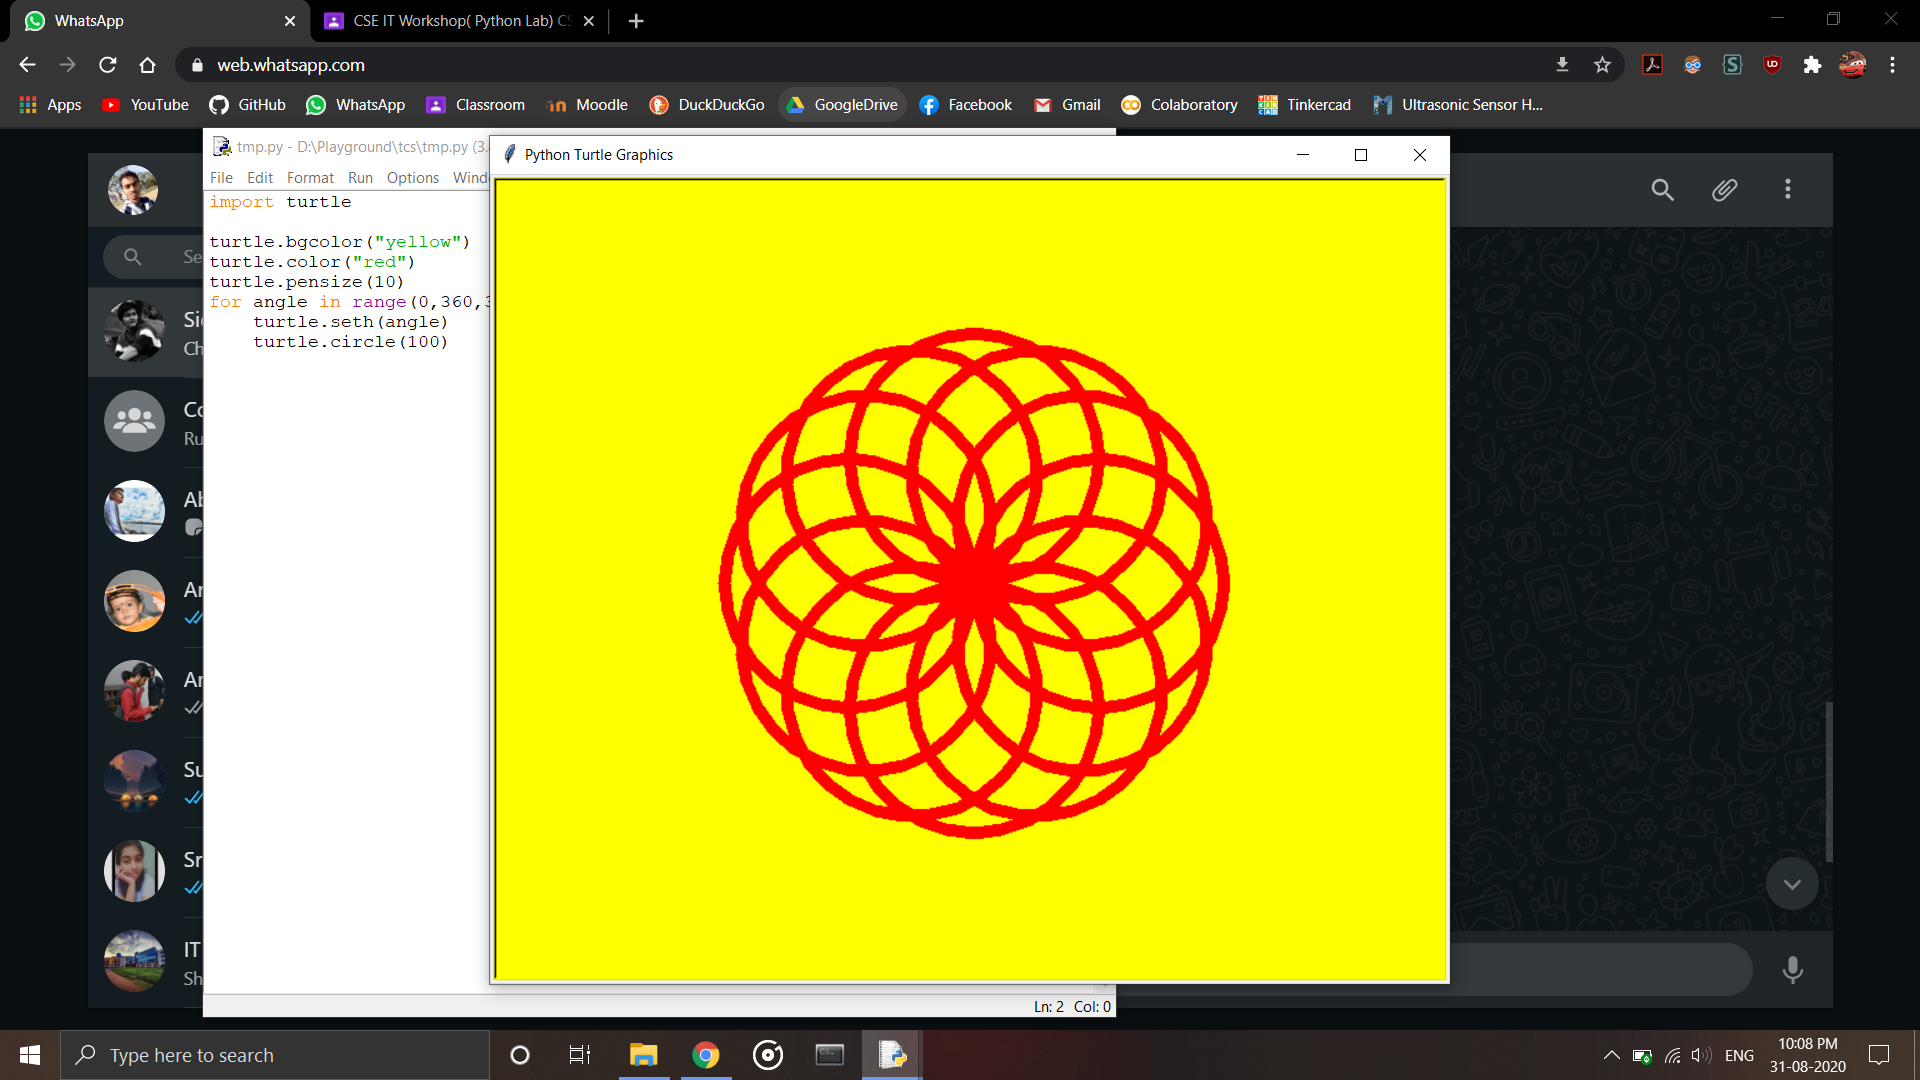 WhatsApp
CSE IT Workshop( Python Lab) CS
web.whatsapp.com
Apps YouTube GitHub WhatsApp Classroom Moodle DuckDuckGo GoogleDrive Facebook Gmail Colaboratory Tinkercad Ultrasonic Sensor H...
tmp.py - D:\Playground\tcs\tmp.py (3.
Python Turtle Graphics
File Edit Format Run Options Wind
import turtle
turtle.bgcolor("yellow")
turtle.color("red")
turtle.pensize(10)
for angle in range(0,360,3
turtle.seth(angle)
turtle.circle(100)
Se
Si
Ch
Co
Ru
Ab
Ar
Ar
Su
Sr
IT
Sh
Ln: 2 Col: 0
Type here to search
ENG
10:08 PM
31-08-2020